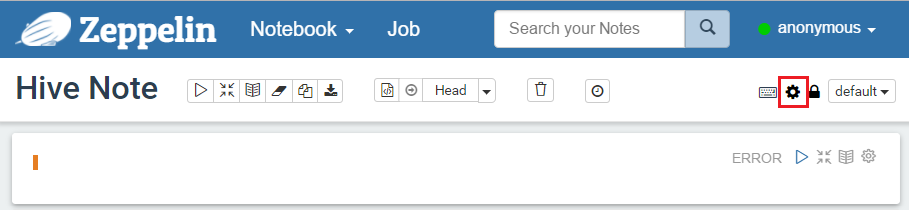 Zeppelin Notebook Job Search your Notes anonymous
Hive Note Head default
ERROR